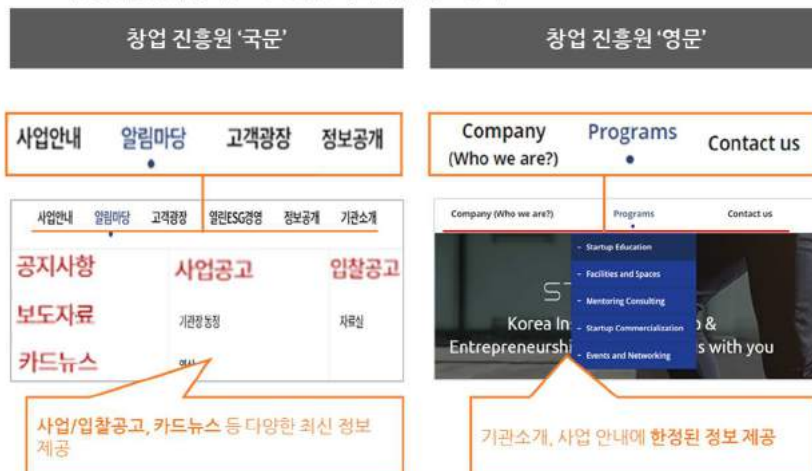 창업 진흥원 ‘국문’
사업안내 알림마당 고객광장 정보공개
사업안내 알림마당 고객광장 열린ESG경영 정보공개 기관소개
공지사항 사업공고 입찰공고
보도자료 기관장 동정 자료실
카드뉴스
사업/입찰공고, 카드뉴스 등 다양한 최신 정보
제공
창업 진흥원 ‘영문’
Company Programs Contact us
(Who we are?)
Company (Who we are?) Programs Contact us
- Startup Education
- Facilities and Spaces
- Mentoring Consulting
- Startup Commercialization
- Events and Networking
Korea &
s with you
기관소개, 사업 안내에 한정된 정보 제공